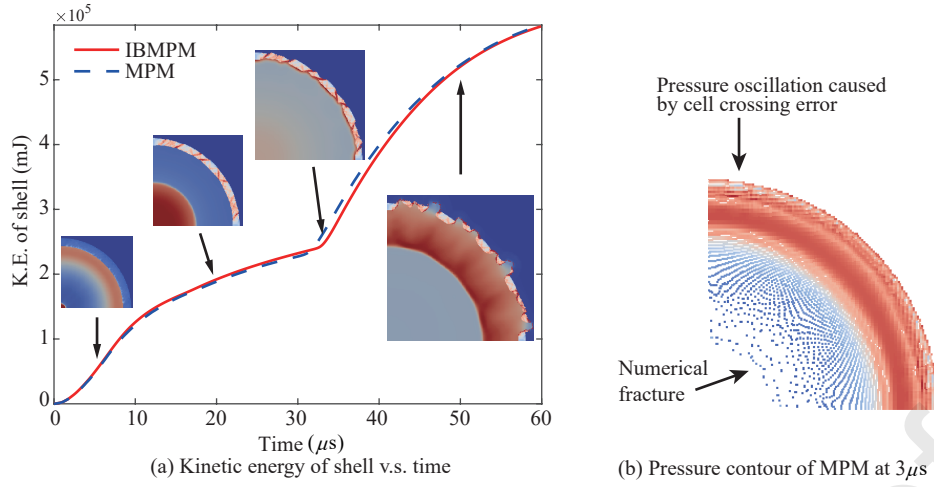 ×10⁵
IBMPM
MPM
5
4
3
2
1
0
K.E. of shell (mJ)
0 10 20 30 40 50 60
Time (μs)
(a) Kinetic energy of shell v.s. time
Pressure oscillation caused
by cell crossing error
Numerical
fracture
(b) Pressure contour of MPM at 3μs